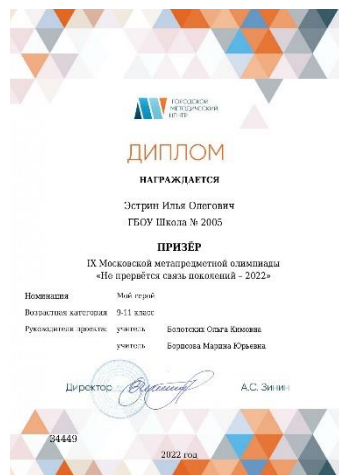 ГОРОДСКОЙ
МЕТОДИЧЕСКИЙ
ЦЕНТР
ДИПЛОМ
НАГРАЖДАЕТСЯ
Эстрин Илья Олегович
ГБОУ Школа № 2005
ПРИЗЁР
IX Московской метапредметной олимпиады
«Не прервётся связь поколений – 2022»
Номинация Мой герой
Возрастная категория 9-11 класс
Руководители проекта: учитель Болотских Ольга Кимовна
учитель Борисова Марина Юрьевна
Директор А.С. Зинин
34449
2022 год